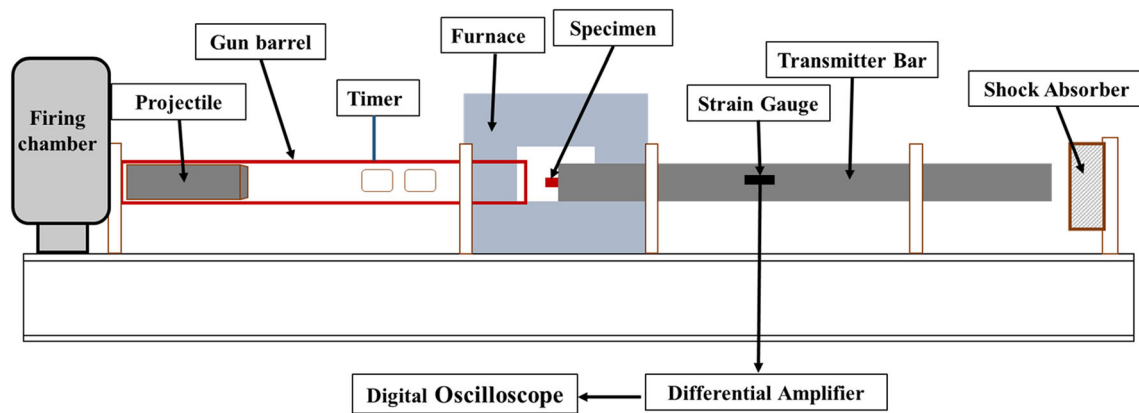 Gun barrel
Furnace
Specimen
Transmitter Bar
Projectile
Timer
Strain Gauge
Shock Absorber
Firing
chamber
Digital Oscilloscope
Differential Amplifier